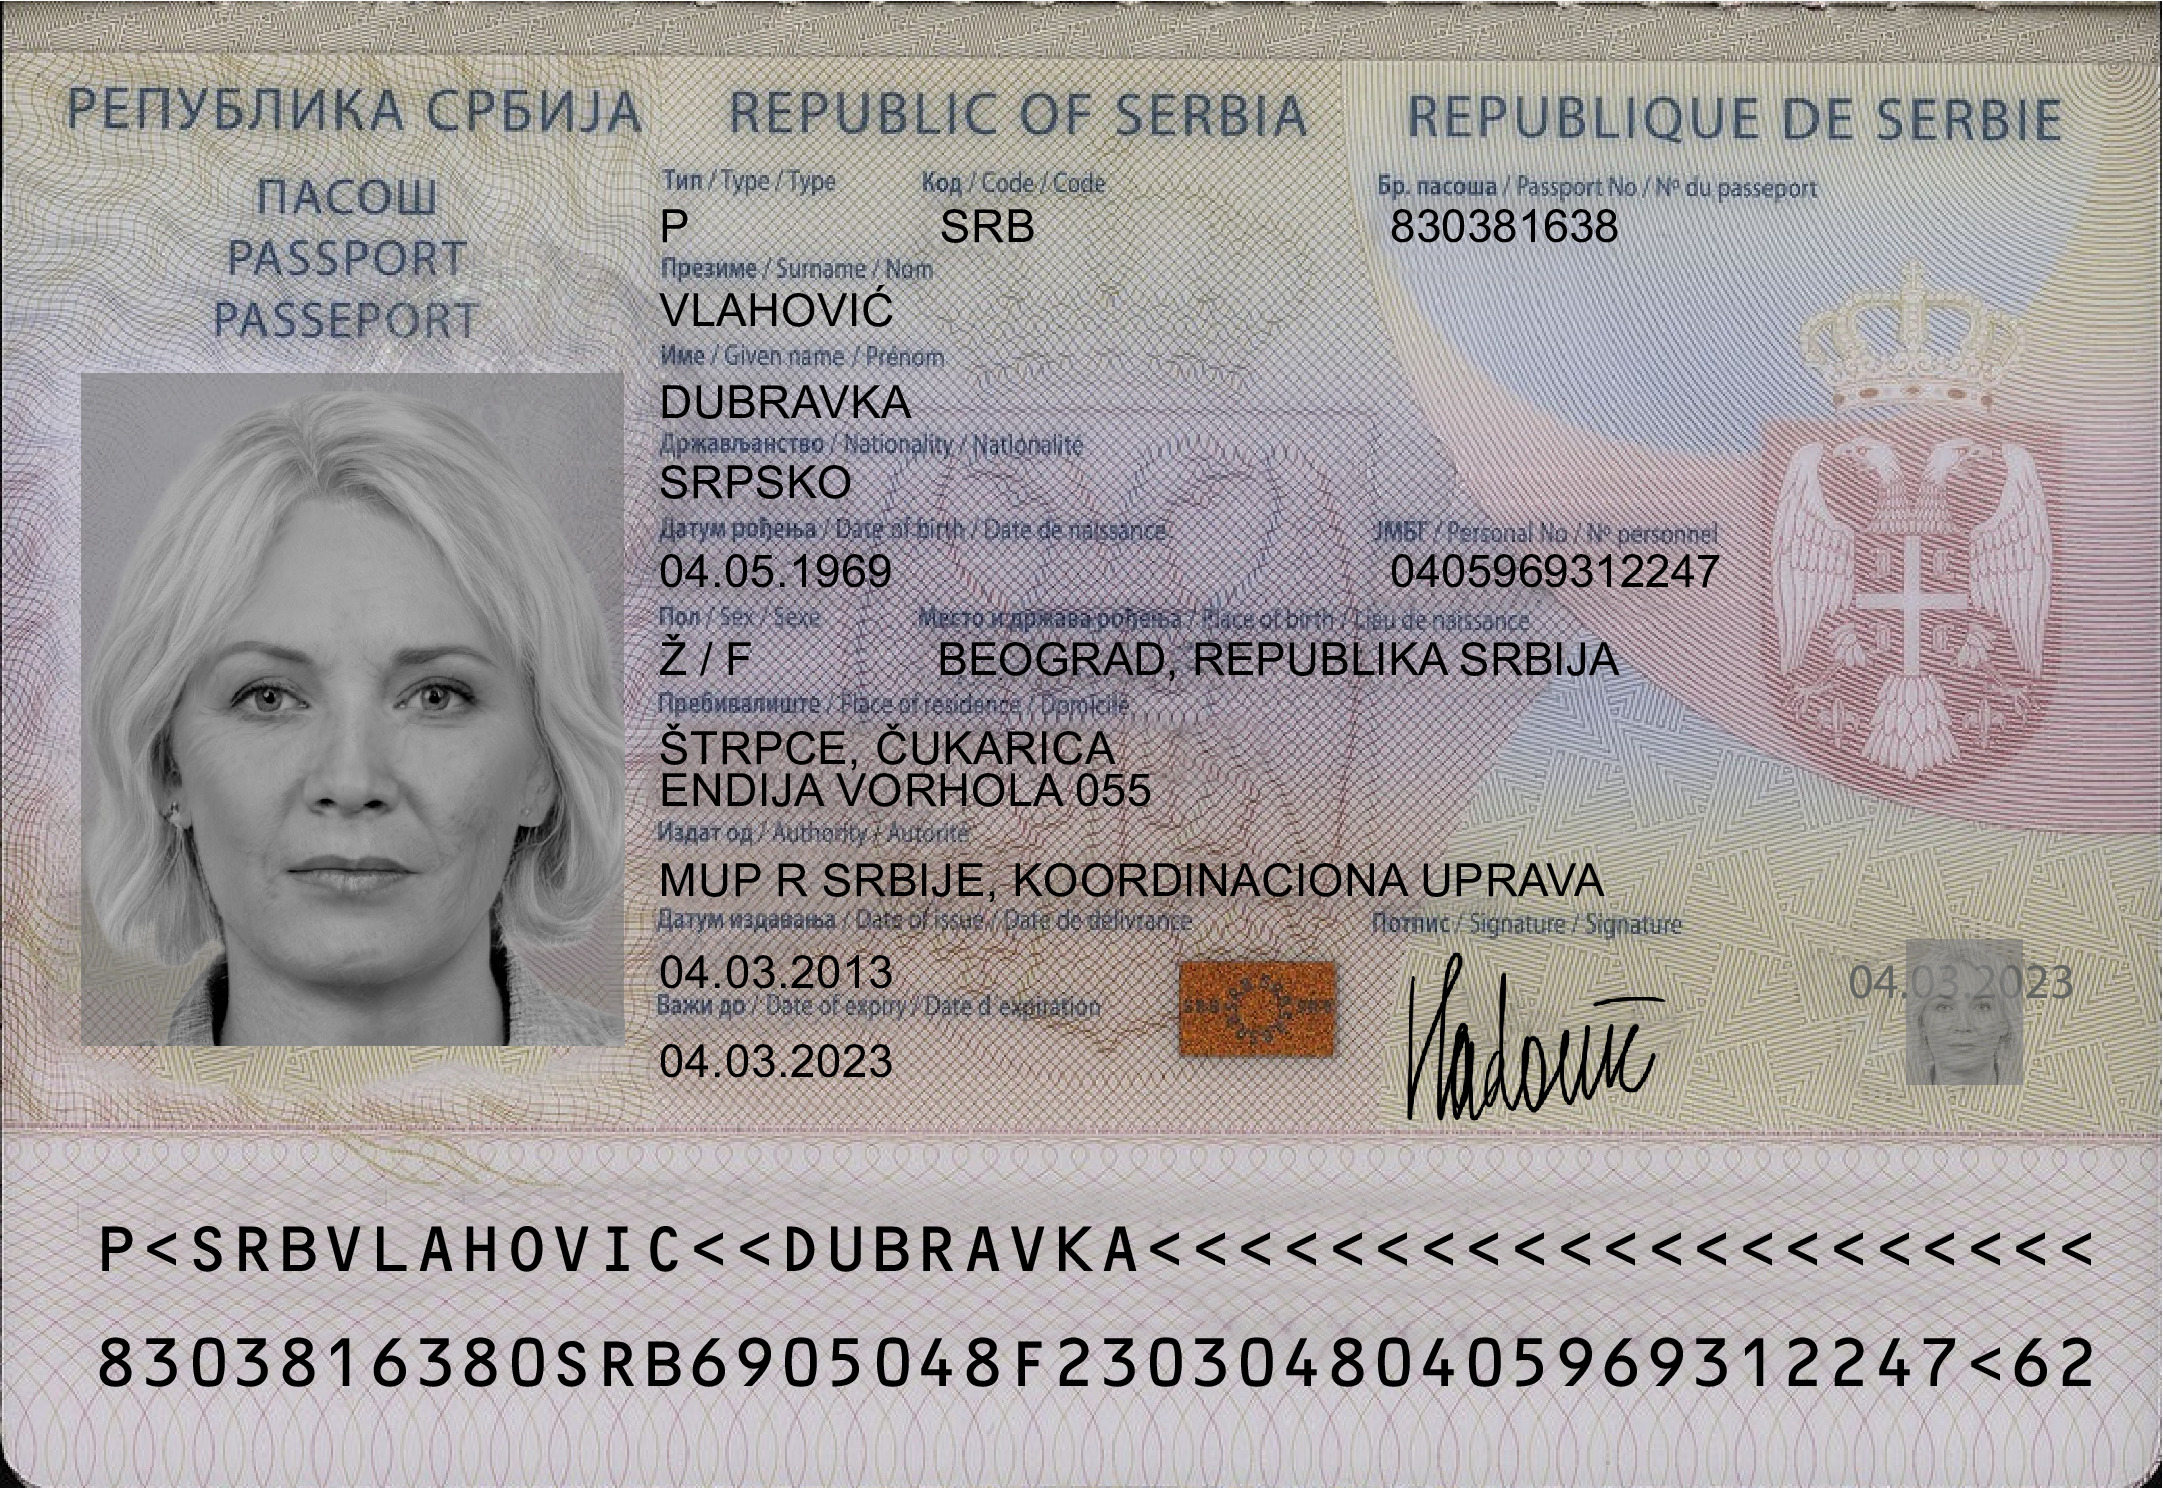 РЕПУБЛИКА СРБИЈА REPUBLIC OF SERBIA REPUBLIQUE DE SERBIE
ПАСОШ
PASSPORT
PASSEPORT
Тип / Type / Type Код / Code / Code Бр. пасоша / Passport No / Nº du passeport
P SRB 830381638
Презиме / Surname / Nom
VLAHOVIĆ
Име / Given name / Prénom
DUBRAVKA
Држављанство / Nationality / Nationalité
SRPSKO
Датум рођења / Date of birth / Date de naissance ЈМБГ / Personal No / Nº personnel
04.05.1969 0405969312247
Пол / Sex / Sexe Место и држава рођења / Place of birth / Lieu de naissance
Ž / F BEOGRAD, REPUBLIKA SRBIJA
Пребивалиште / Place of residence / Domicile
ŠTRPCE, ČUKARICA
ENDIJA VORHOLA 055
Издат од / Authority / Autorité
MUP R SRBIJE, KOORDINACIONA UPRAVA
Датум издавања / Date of issue / Date de délivrance Потпис / Signature / Signature
04.03.2013
04.03.2023
Важи до / Date of expiry / Date d expiration
04.03.2023
P<SRBVLAHOVIC<<DUBRAVKA<<<<<<<<<<<<<<<<<<<<<
8303816380SRB6905048F23030480405969312247<62